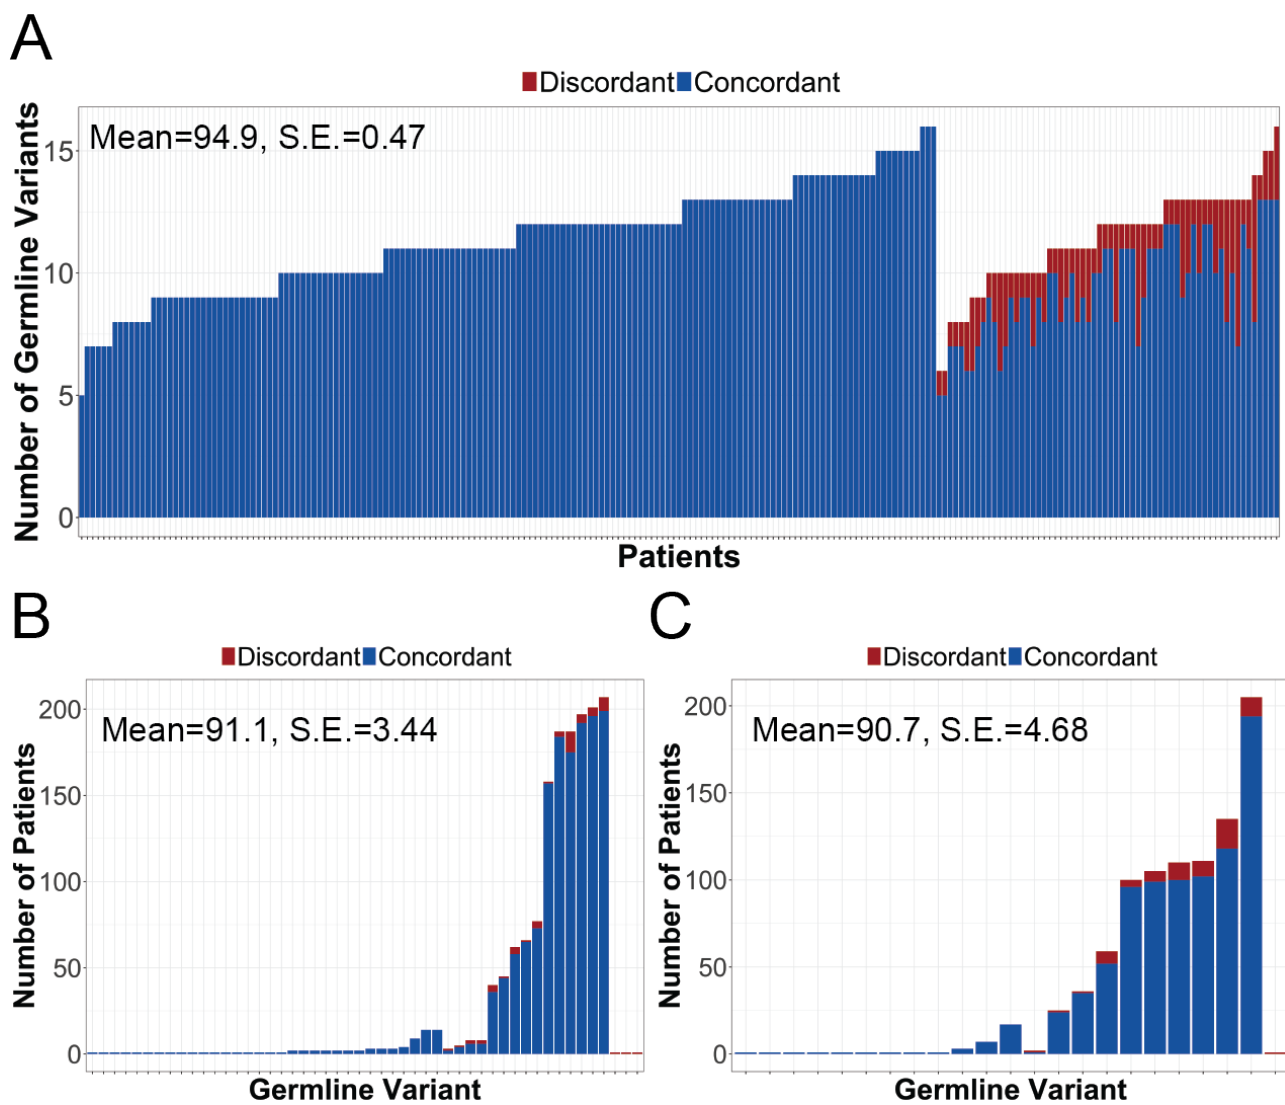 A
Discordant Concordant
Mean=94.9, S.E.=0.47
Number of Germline Variants
15
10
5
0
Patients
B
Discordant Concordant
Mean=91.1, S.E.=3.44
Number of Patients
200
150
100
50
0
Germline Variant
C
Discordant Concordant
Mean=90.7, S.E.=4.68
Number of Patients
200
150
100
50
0
Germline Variant